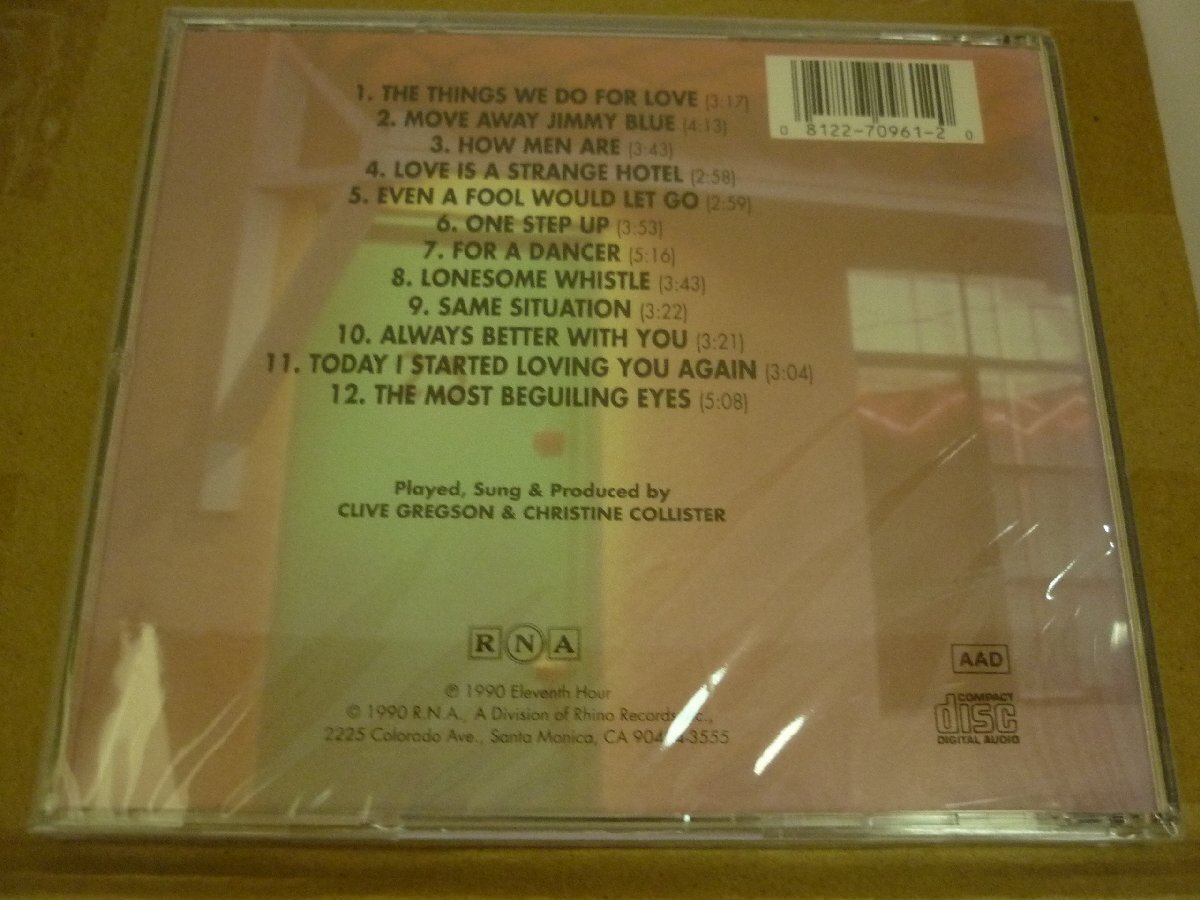 1. THE THINGS WE DO FOR LOVE (3:17)
2. MOVE AWAY JIMMY BLUE (4:13)
3. HOW MEN ARE (3:43)
4. LOVE IS A STRANGE HOTEL (2:58)
5. EVEN A FOOL WOULD LET GO (2:59)
6. ONE STEP UP (3:53)
7. FOR A DANCER (5:16)
8. LONESOME WHISTLE (3:43)
9. SAME SITUATION (3:22)
10. ALWAYS BETTER WITH YOU (3:21)
11. TODAY I STARTED LOVING YOU AGAIN (3:04)
12. THE MOST BEGUILING EYES (5:08)
0 8122-70961-2 0
Played, Sung & Produced by
CLIVE GREGSON & CHRISTINE COLLISTER
RNA
℗ 1990 Eleventh Hour
© 1990 R.N.A., A Division of Rhino Records
2225 Colorado Ave., Santa Monica, CA
AAD
COMPACT
disc
DIGITAL AUDIO